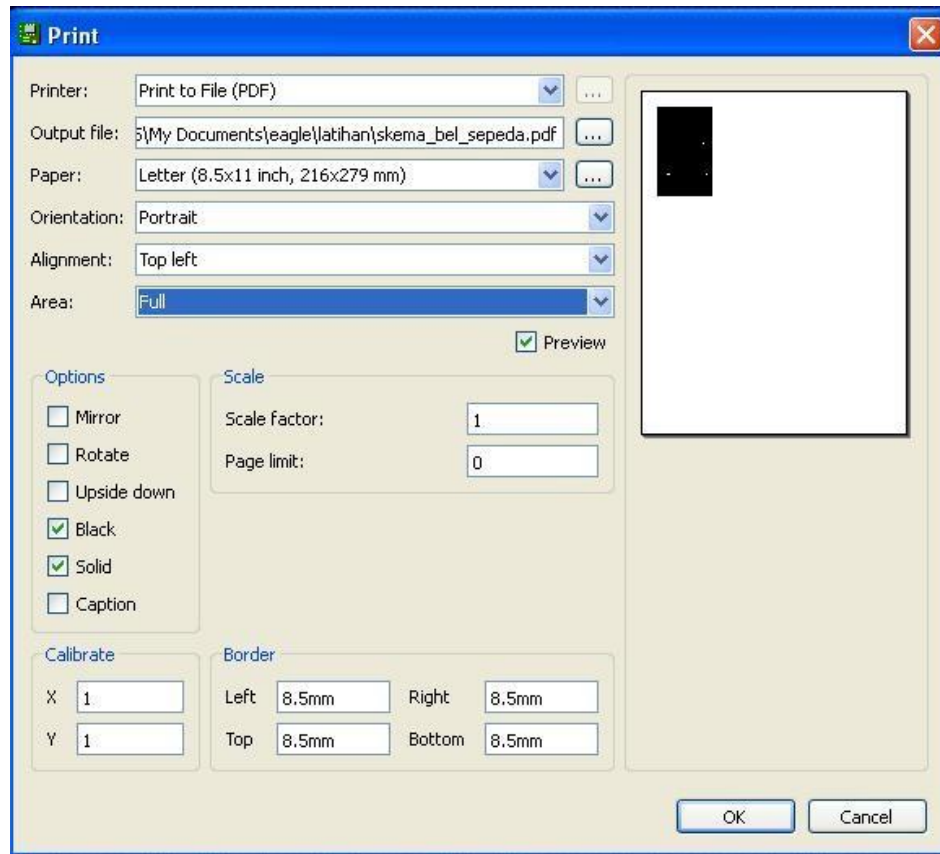 Print
Printer: Print to File (PDF) ...
Output file: 5\My Documents\eagle\latihan\skema_bel_sepeda.pdf ...
Paper: Letter (8.5x11 inch, 216x279 mm) ...
Orientation: Portrait
Alignment: Top left
Area: Full
Preview
Options
Mirror
Rotate
Upside down
Black
Solid
Caption
Scale
Scale factor: 1
Page limit: 0
Calibrate
X 1
Y 1
Border
Left 8.5mm Right 8.5mm
Top 8.5mm Bottom 8.5mm
OK Cancel